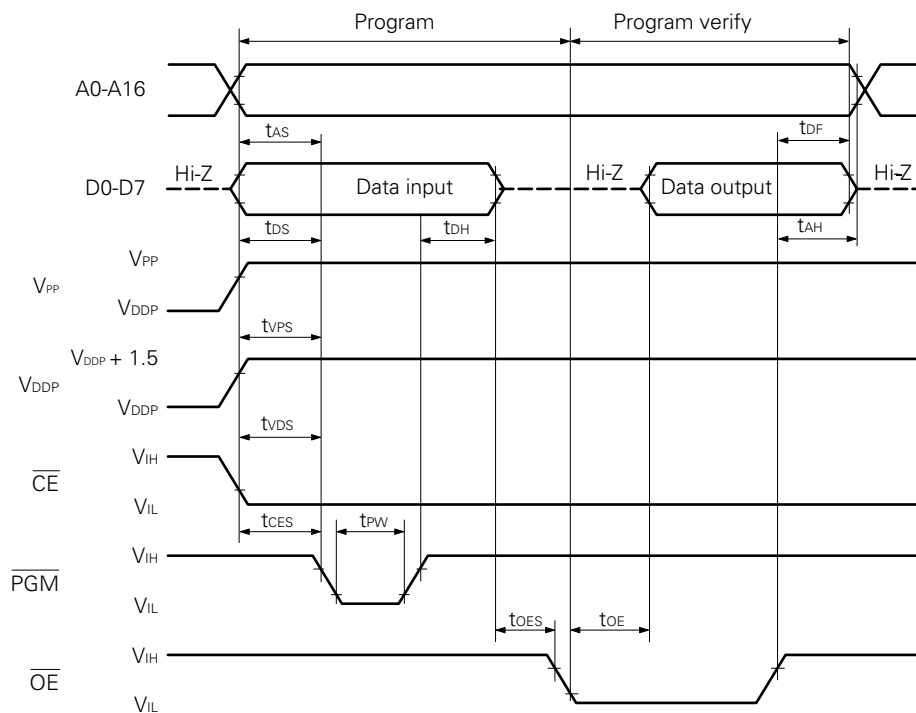 Program Program verify
A0-A16
tAS tDF
Hi-Z Data input Hi-Z Data output Hi-Z
D0-D7
tDS tDH tAH
VPP
VPP
VDDP
tVPS
VDDP + 1.5
VDDP
VDDP
tVDS
VIH
CE
VIL
tCES tPW
VIH
PGM
VIL
tOES tOE
VIH
OE
VIL